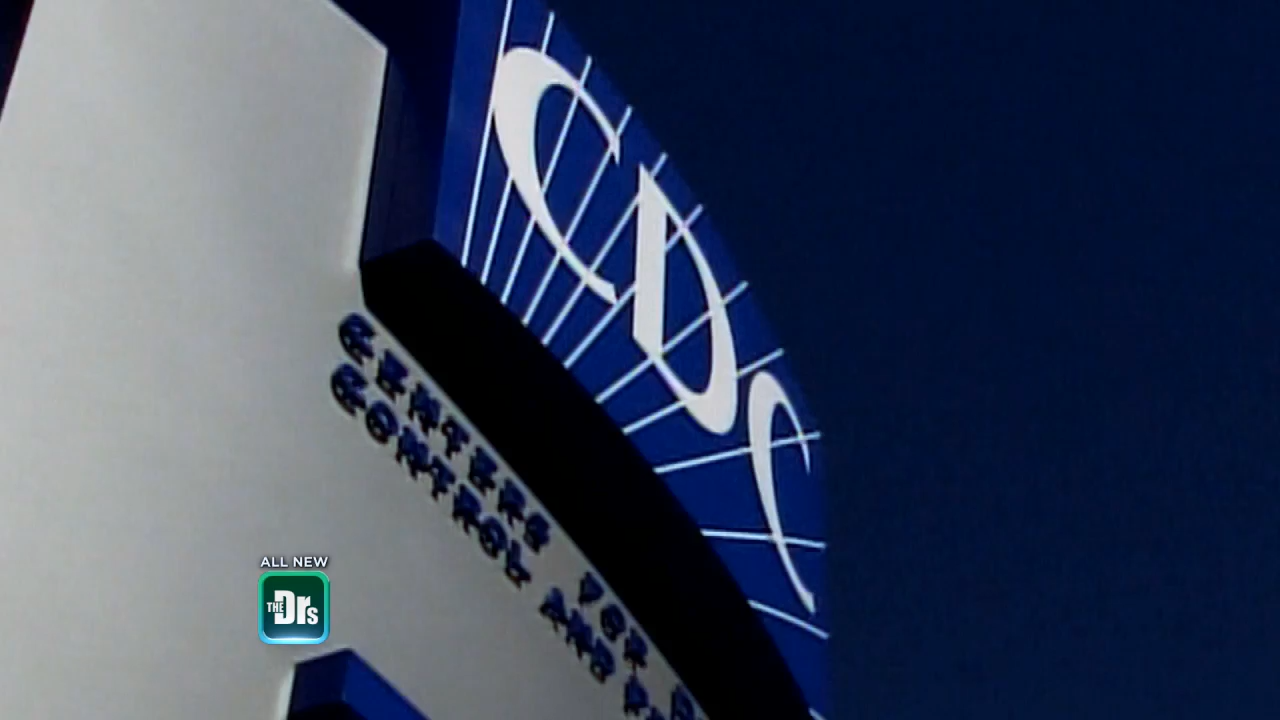 CDC
CENTERS FOR
CONTROL AND
ALL NEW
THE Drs